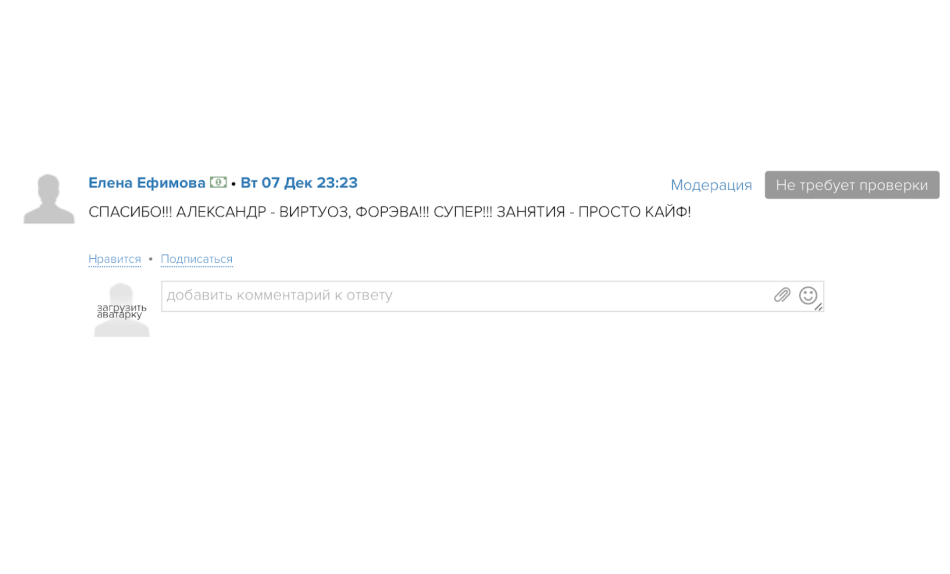 Елена Ефимова • Вт 07 Дек 23:23
Модерация
Не требует проверки
СПАСИБО!!! АЛЕКСАНДР - ВИРТУОЗ, ФОРЭВА!!! СУПЕР!!! ЗАНЯТИЯ - ПРОСТО КАЙФ!
Нравится • Подписаться
загрузить
аватарку
добавить комментарий к ответу